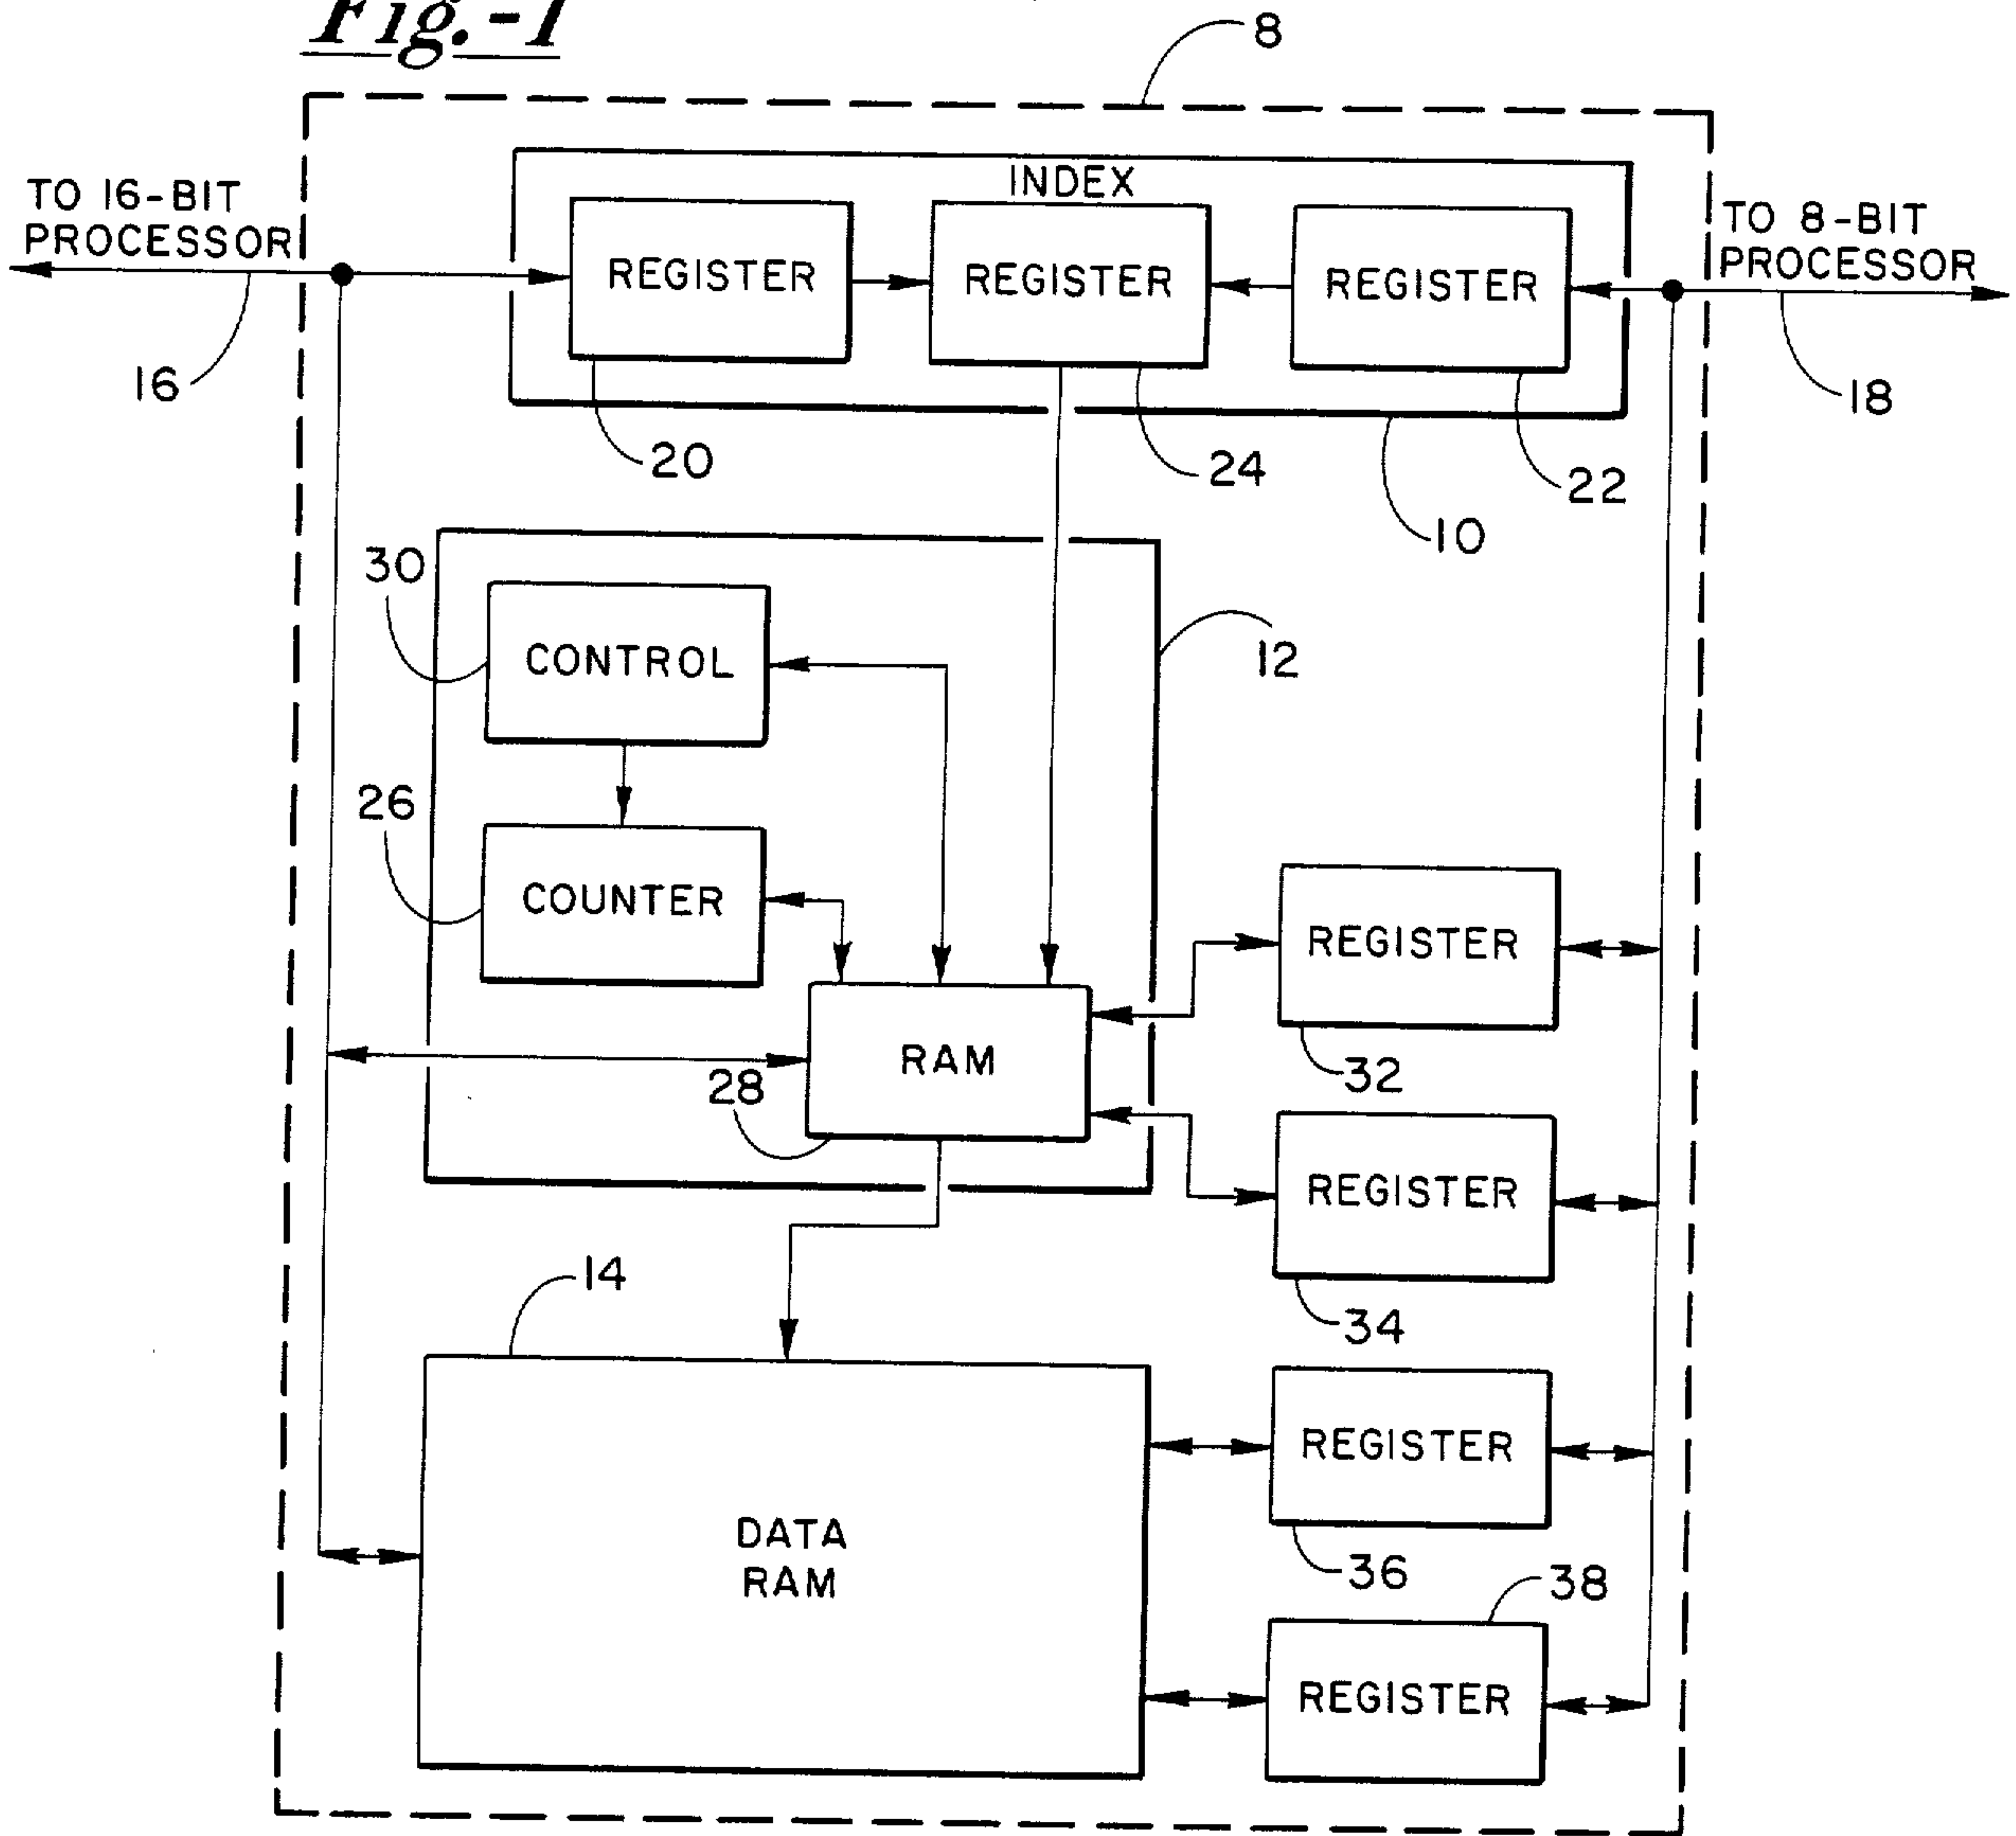 Fig.-1
8
INDEX
TO 16-BIT
PROCESSOR
TO 8-BIT
PROCESSOR
REGISTER
REGISTER
REGISTER
16
18
20
24
22
10
30
CONTROL
12
26
COUNTER
REGISTER
RAM
28
32
REGISTER
14
34
REGISTER
DATA
RAM
36
38
REGISTER